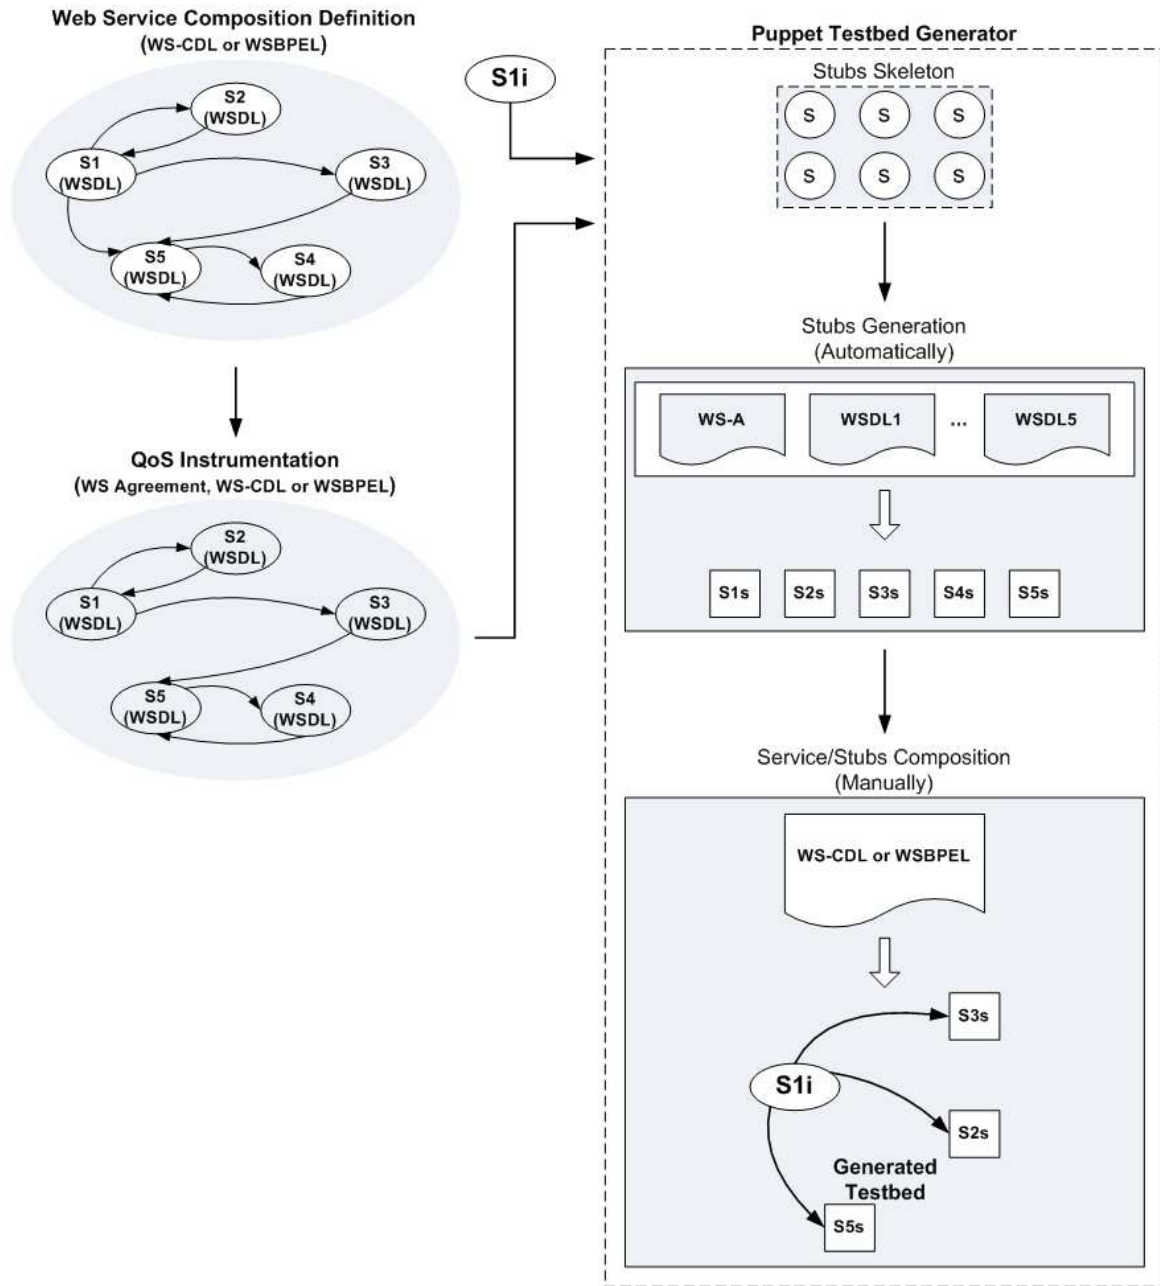 Web Service Composition Definition
(WS-CDL or WSBPEL)
S2
(WSDL)
S1
(WSDL)
S3
(WSDL)
S5
(WSDL)
S4
(WSDL)
QoS Instrumentation
(WS Agreement, WS-CDL or WSBPEL)
S2
(WSDL)
S1
(WSDL)
S3
(WSDL)
S5
(WSDL)
S4
(WSDL)
S1i
Puppet Testbed Generator
Stubs Skeleton
S S S
S S S
Stubs Generation
(Automatically)
WS-A WSDL1 ... WSDL5
S1s S2s S3s S4s S5s
Service/Stubs Composition
(Manually)
WS-CDL or WSBPEL
S3s
S1i
S2s
Generated
Testbed
S5s